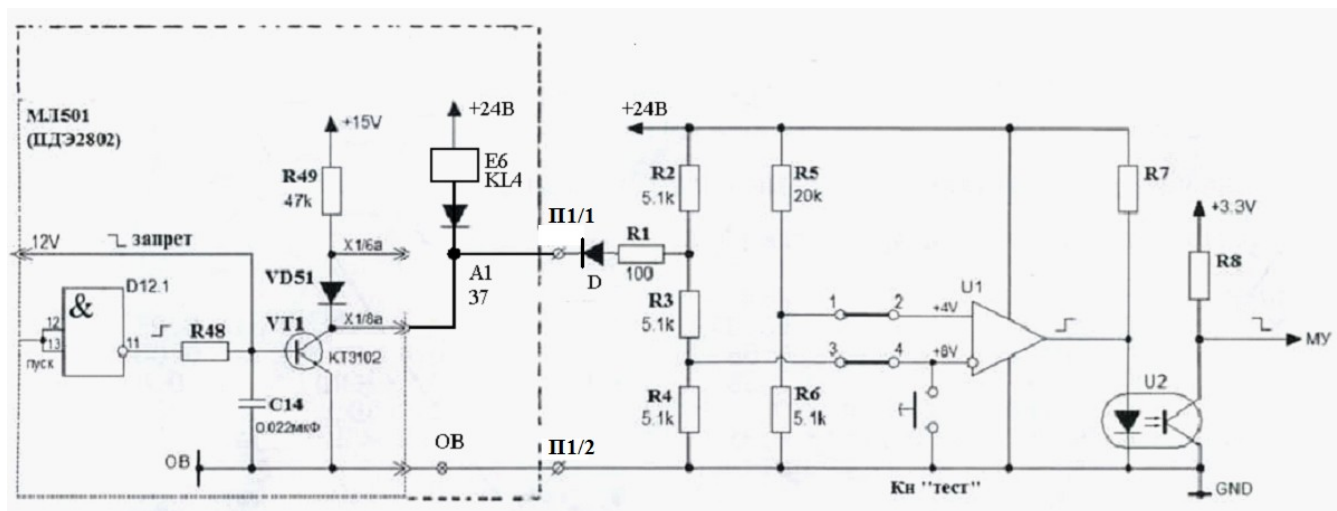 МЛ501
(ПДЭ2802)
+15V
+24В
+24В
R49
47k
E6
KL4
П1/1
R1
100
D
R2
5.1k
R5
20k
R7
+3.3V
12V
запрет
X1/6a
A1
37
R3
5.1k
R8
D12.1
&
VD51
X1/8a
U1
1
2
+4V
12
13
11
R48
VT1
КТ3102
3
4
+8V
МУ
пуск
R4
5.1k
R6
5.1k
U2
C14
0.022мкФ
ОВ
ОВ
П1/2
Кн "тест"
GND